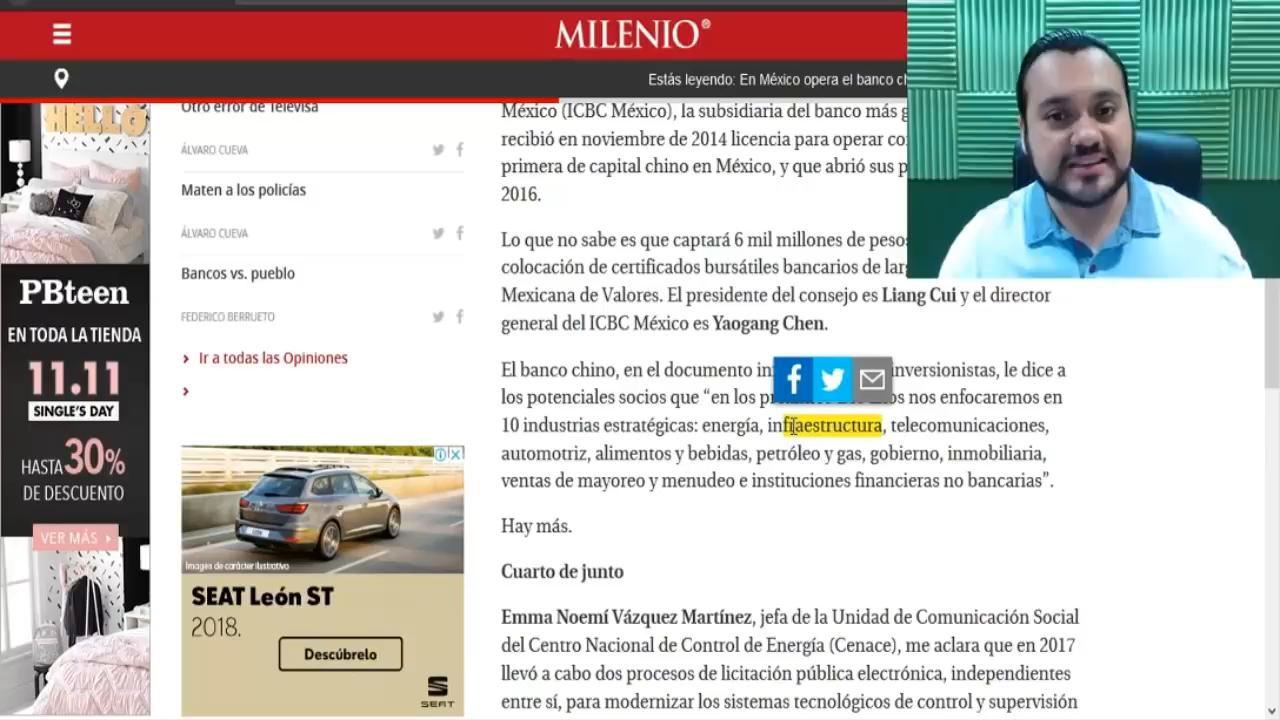 MILENIO®
Estás leyendo: En México opera el banco ch
Otro error de Televisa
ÁLVARO CUEVA
Maten a los policías
ÁLVARO CUEVA
Bancos vs. pueblo
FEDERICO BERRUETO
Ir a todas las Opiniones
HELLO
PBteen
EN TODA LA TIENDA
11.11
SINGLE'S DAY
HASTA 30%
DE DESCUENTO
VER MÁS
Imagen de carácter ilustrativo
SEAT León ST
2018.
Descúbrelo
SEAT
México (ICBC México), la subsidiaria del banco más g
recibió en noviembre de 2014 licencia para operar co
primera de capital chino en México, y que abrió sus p
2016.
Lo que no sabe es que captará 6 mil millones de pesos
colocación de certificados bursátiles bancarios de lar
Mexicana de Valores. El presidente del consejo es Liang Cui y el director
general del ICBC México es Yaogang Chen.
El banco chino, en el documento in inversionistas, le dice a
los potenciales socios que “en los pr os nos enfocaremos en
10 industrias estratégicas: energía, infraestructura, telecomunicaciones,
automotriz, alimentos y bebidas, petróleo y gas, gobierno, inmobiliaria,
ventas de mayoreo y menudeo e instituciones financieras no bancarias”.
Hay más.
Cuarto de junto
Emma Noemí Vázquez Martínez, jefa de la Unidad de Comunicación Social
del Centro Nacional de Control de Energía (Cenace), me aclara que en 2017
llevó a cabo dos procesos de licitación pública electrónica, independientes
entre sí, para modernizar los sistemas tecnológicos de control y supervisión